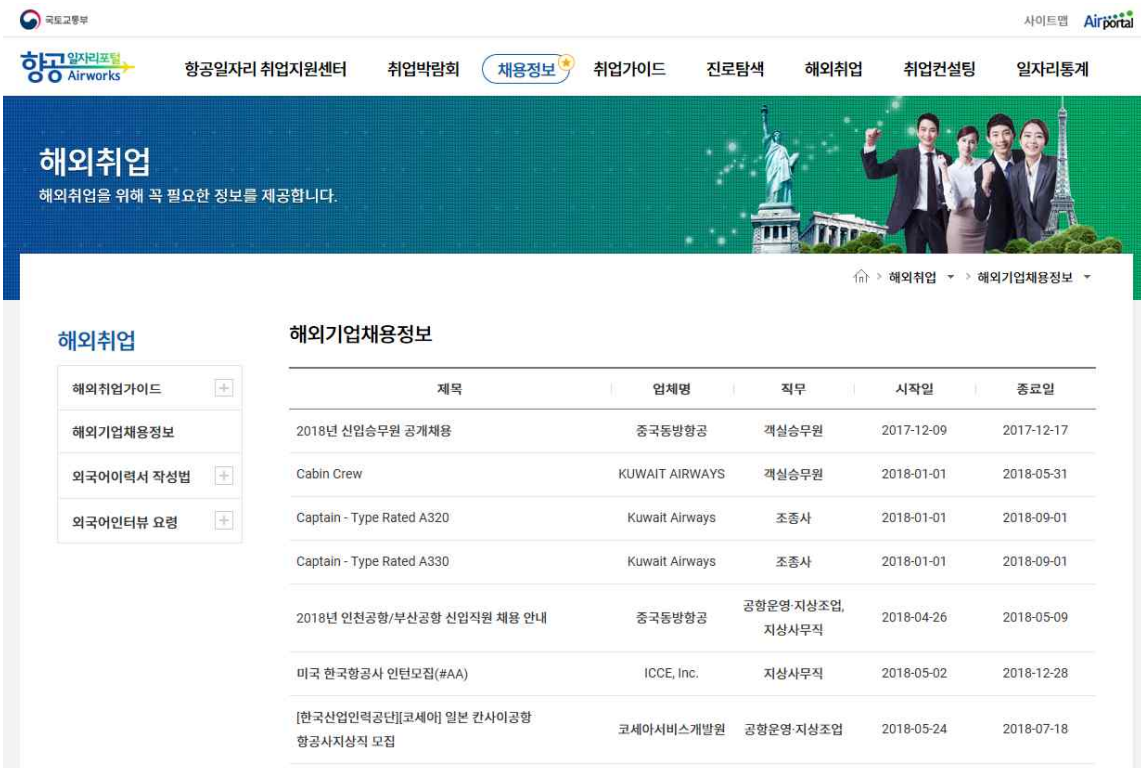 국토교통부
사이트맵 Airportal
항공 일자리포털 Airworks
항공일자리 취업지원센터 취업박람회 채용정보 취업가이드 진로탐색 해외취업 취업컨설팅 일자리통계
해외취업
해외취업을 위해 꼭 필요한 정보를 제공합니다.
해외취업 > 해외기업채용정보
해외취업
해외취업가이드
해외기업채용정보
외국어이력서 작성법
외국어인터뷰 요령
해외기업채용정보
제목 업체명 직무 시작일 종료일
2018년 신입승무원 공개채용 중국동방항공 객실승무원 2017-12-09 2017-12-17
Cabin Crew KUWAIT AIRWAYS 객실승무원 2018-01-01 2018-05-31
Captain - Type Rated A320 Kuwait Airways 조종사 2018-01-01 2018-09-01
Captain - Type Rated A330 Kuwait Airways 조종사 2018-01-01 2018-09-01
2018년 인천공항/부산공항 신입직원 채용 안내 중국동방항공 공항운영·지상조업, 지상사무직 2018-04-26 2018-05-09
미국 한국항공사 인턴모집(#AA) ICCE, Inc. 지상사무직 2018-05-02 2018-12-28
[한국산업인력공단][코세아] 일본 칸사이공항
항공사지상직 모집 코세아서비스개발원 공항운영·지상조업 2018-05-24 2018-07-18